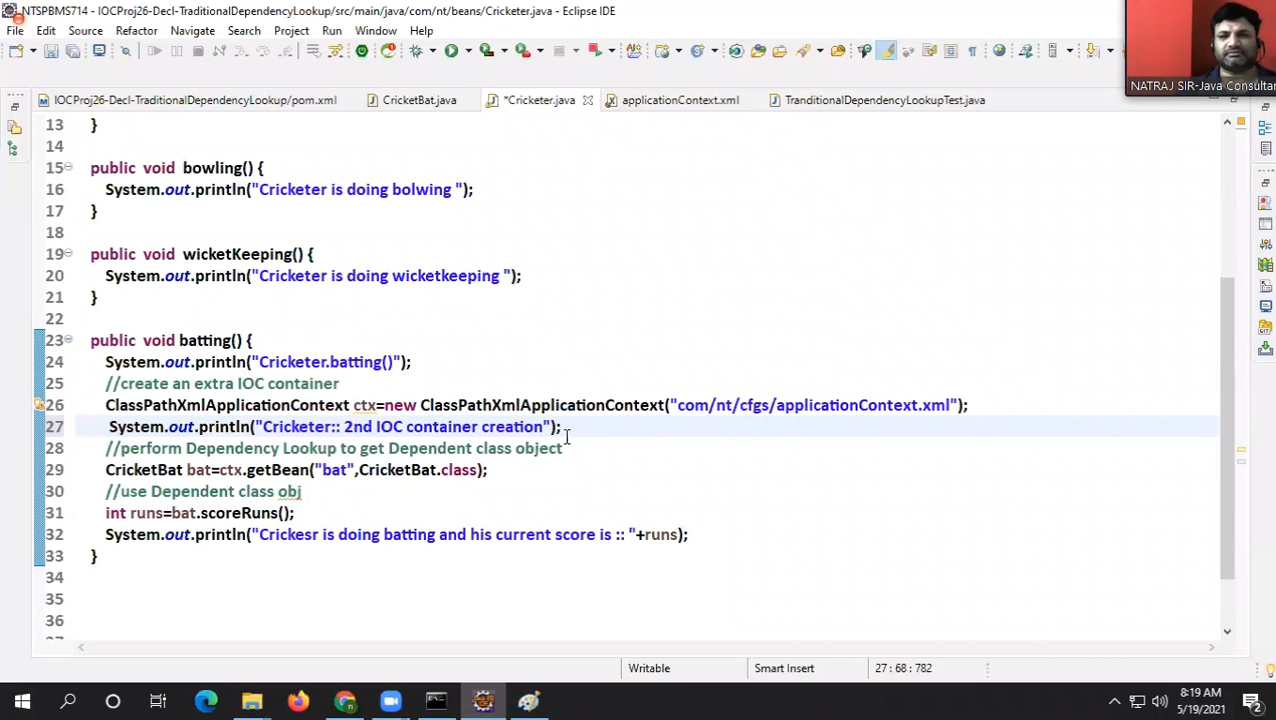 NTSPBMS714 - IOCProj26-Decl-TraditionalDependencyLookup/src/main/java/com/nt/beans/Cricketer.java - Eclipse IDE
File Edit Source Refactor Navigate Search Project Run Window Help
NATRAJ SIR-Java Consultan
IOCProj26-Decl-TraditionalDependencyLookup/pom.xml CricketBat.java *Cricketer.java applicationContext.xml TranditionalDependencyLookupTest.java
13 }
14
15 public void bowling() {
16 System.out.println("Cricketer is doing bolwing ");
17 }
18
19 public void wicketKeeping() {
20 System.out.println("Cricketer is doing wicketkeeping ");
21 }
22
23 public void batting() {
24 System.out.println("Cricketer.batting()");
25 //create an extra IOC container
26 ClassPathXmlApplicationContext ctx=new ClassPathXmlApplicationContext("com/nt/cfgs/applicationContext.xml");
27 System.out.println("Cricketer:: 2nd IOC container creation");
28 //perform Dependency Lookup to get Dependent class object
29 CricketBat bat=ctx.getBean("bat",CricketBat.class);
30 //use Dependent class obj
31 int runs=bat.scoreRuns();
32 System.out.println("Crickesr is doing batting and his current score is :: "+runs);
33 }
34
35
36
Writable Smart Insert 27 : 68 : 782
8:19 AM
5/19/2021
2